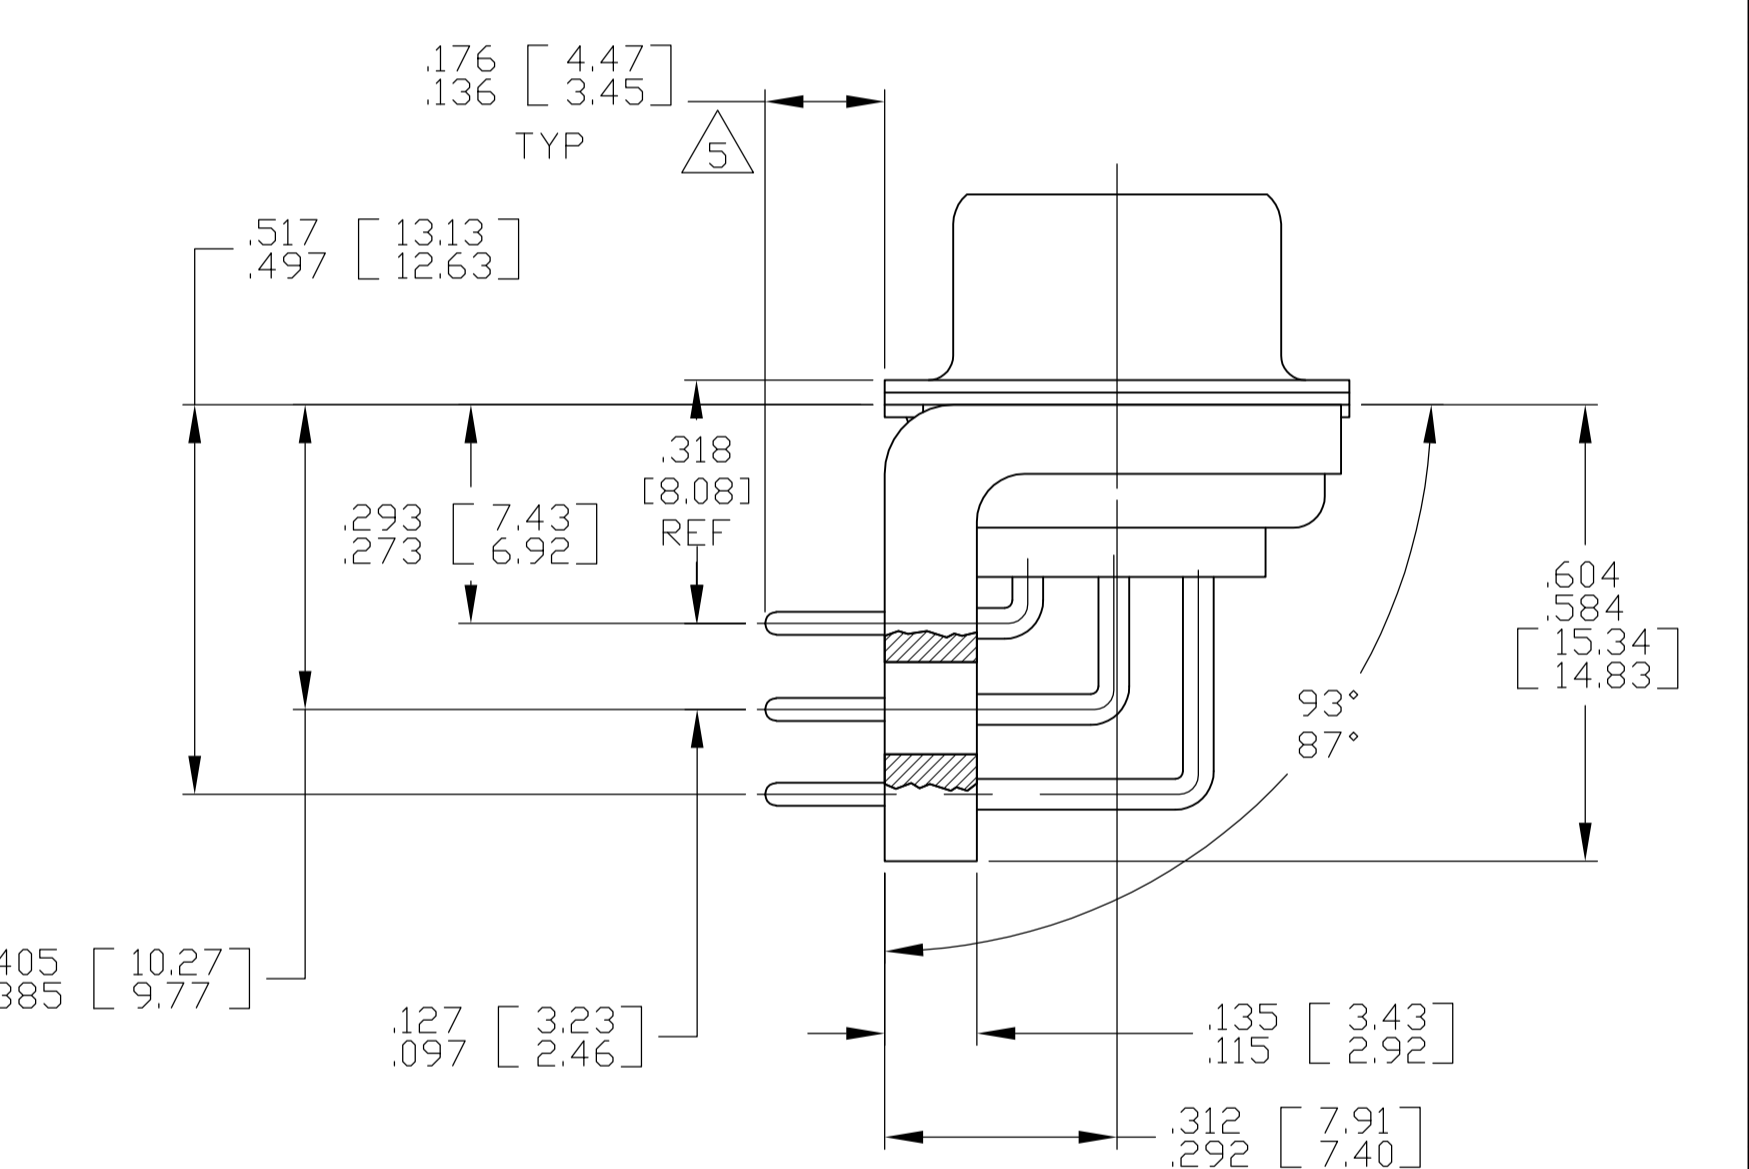 .176 [ 4.47 ]
.136 [ 3.45 ]
TYP
5
.517 [ 13.13 ]
.497 [ 12.63 ]
.318
[8.08]
REF
.293 [ 7.43 ]
.273 [ 6.92 ]
.604
.584
[ 15.34 ]
[ 14.83 ]
93°
87°
405 [ 10.27 ]
385 [ 9.77 ]
.127 [ 3.23 ]
.097 [ 2.46 ]
.135 [ 3.43 ]
.115 [ 2.92 ]
.312 [ 7.91 ]
.292 [ 7.40 ]